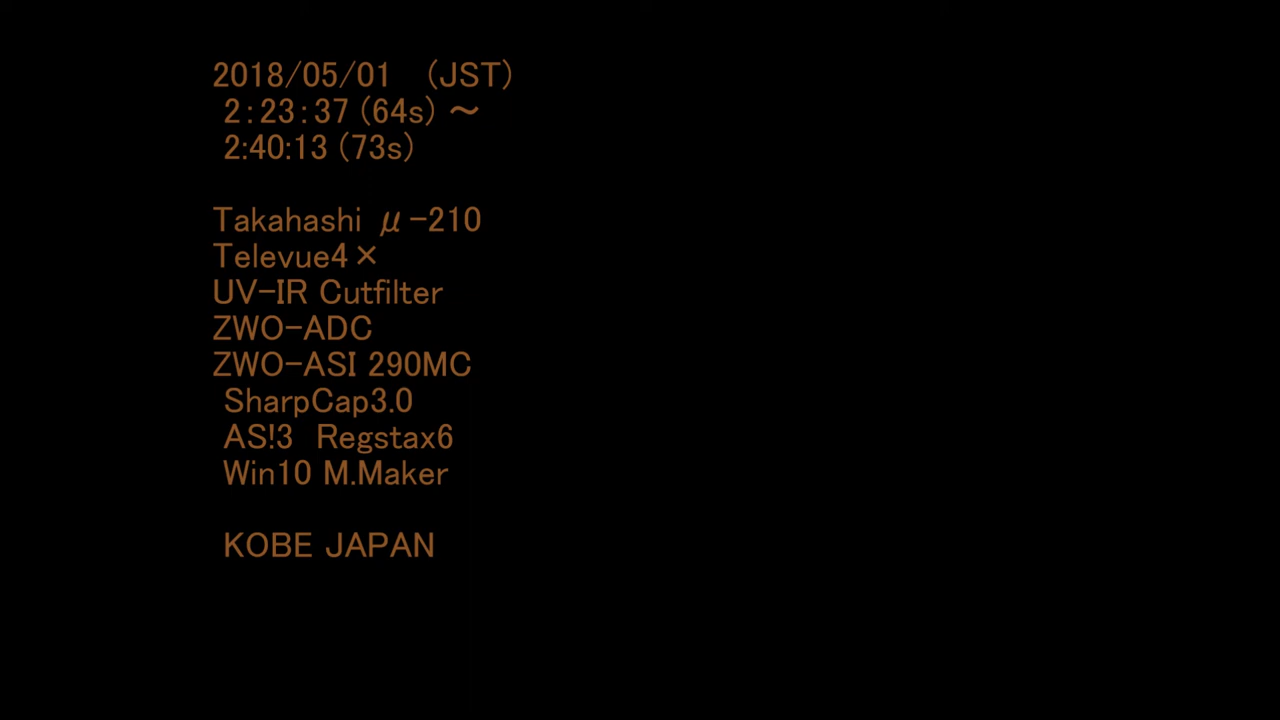 2018/05/01 (JST)
2:23:37 (64s) ～
2:40:13 (73s)
Takahashi μ-210
Televue4×
UV-IR Cutfilter
ZWO-ADC
ZWO-ASI 290MC
SharpCap3.0
AS!3 Regstax6
Win10 M.Maker
KOBE JAPAN